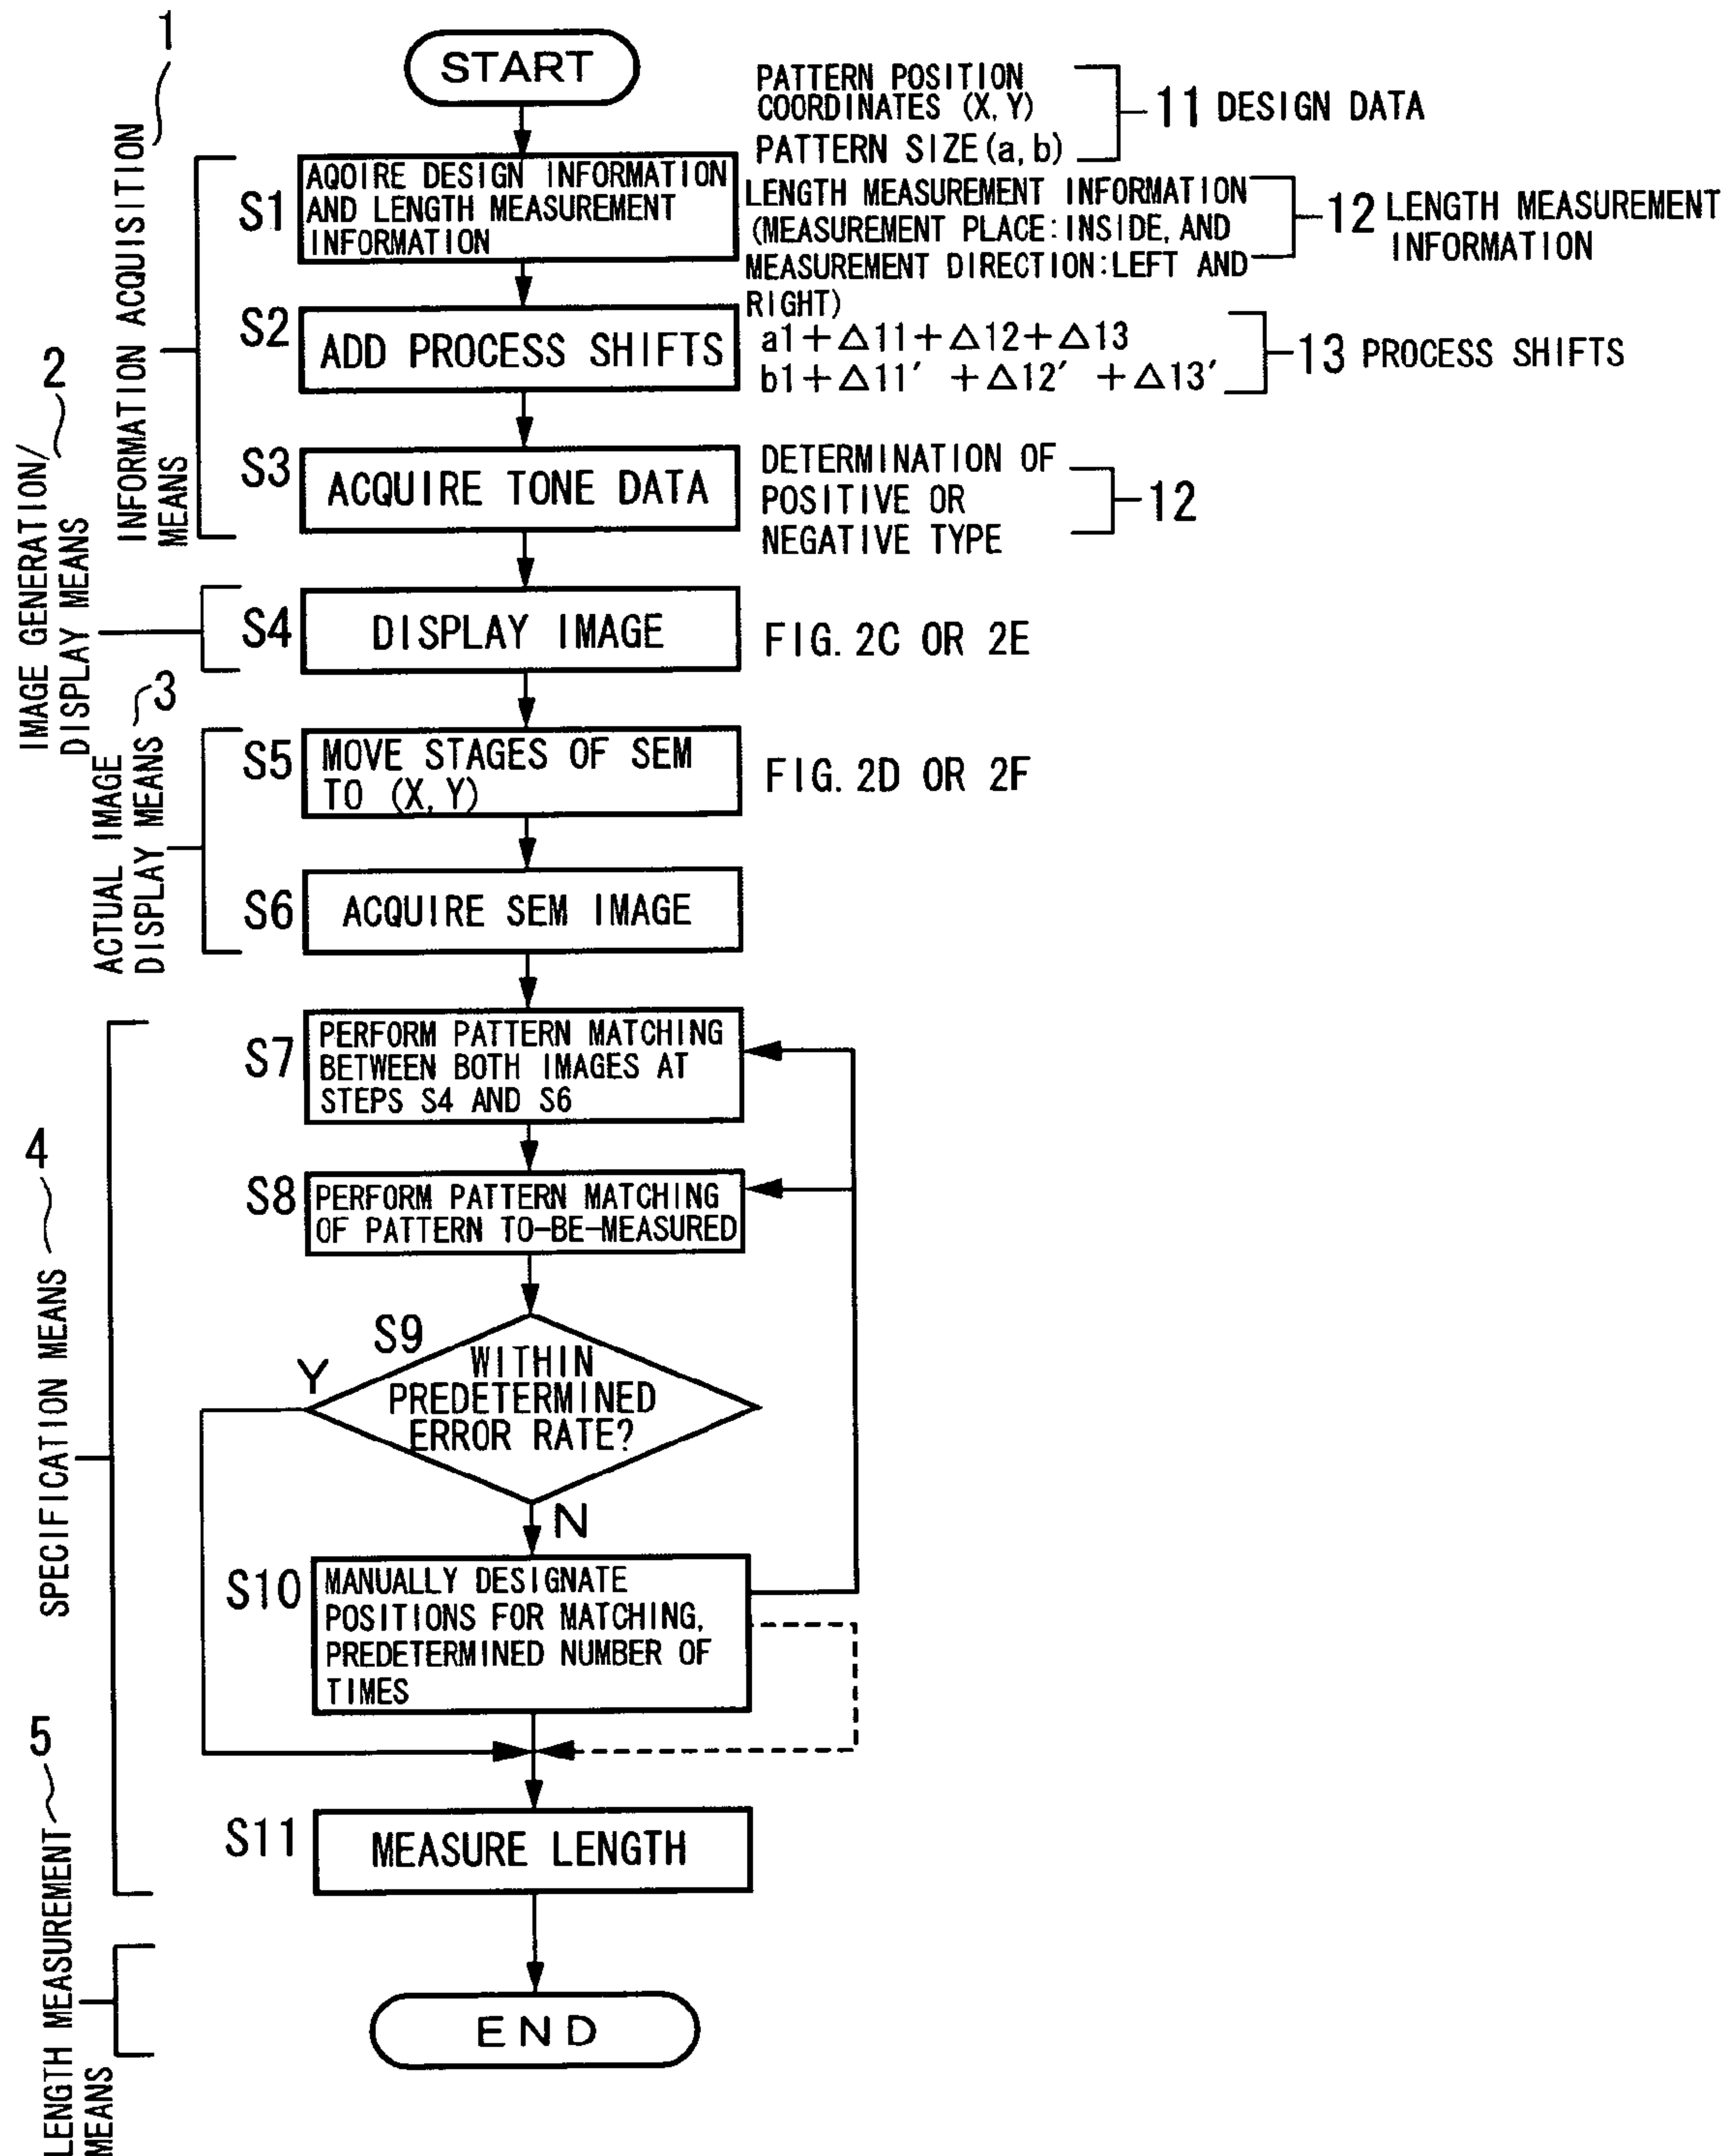 1
START
PATTERN POSITION
COORDINATES (X, Y)
PATTERN SIZE(a, b)
11 DESIGN DATA
INFORMATION ACQUISITION
MEANS
S1
AQOIRE DESIGN INFORMATION
AND LENGTH MEASUREMENT
INFORMATION
LENGTH MEASUREMENT INFORMATION
(MEASUREMENT PLACE:INSIDE, AND
MEASUREMENT DIRECTION:LEFT AND
RIGHT)
12 LENGTH MEASUREMENT
INFORMATION
S2
ADD PROCESS SHIFTS
a1+△11+△12+△13
b1+△11′ +△12′ +△13′
13 PROCESS SHIFTS
2
IMAGE GENERATION/
DISPLAY MEANS
S3
ACQUIRE TONE DATA
DETERMINATION OF
POSITIVE OR
NEGATIVE TYPE
12
S4
DISPLAY IMAGE
FIG. 2C OR 2E
3
ACTUAL IMAGE
DISPLAY MEANS
S5
MOVE STAGES OF SEM
TO (X, Y)
FIG. 2D OR 2F
S6
ACQUIRE SEM IMAGE
4
SPECIFICATION MEANS
S7
PERFORM PATTERN MATCHING
BETWEEN BOTH IMAGES AT
STEPS S4 AND S6
S8
PERFORM PATTERN MATCHING
OF PATTERN TO-BE-MEASURED
S9
Y
WITHIN
PREDETERMINED
ERROR RATE?
N
S10
MANUALLY DESIGNATE
POSITIONS FOR MATCHING,
PREDETERMINED NUMBER OF
TIMES
5
LENGTH MEASUREMENT
MEANS
S11
MEASURE LENGTH
END